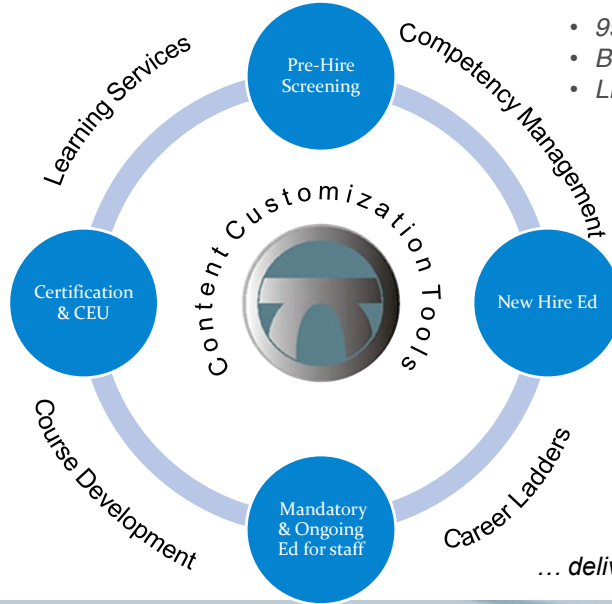 Pre-Hire
Screening
Learning Services
Competency Management
Content Customization Tools
Certification
& CEU
New Hire Ed
Course Development
Career Ladders
Mandatory
& Ongoing
Ed for staff